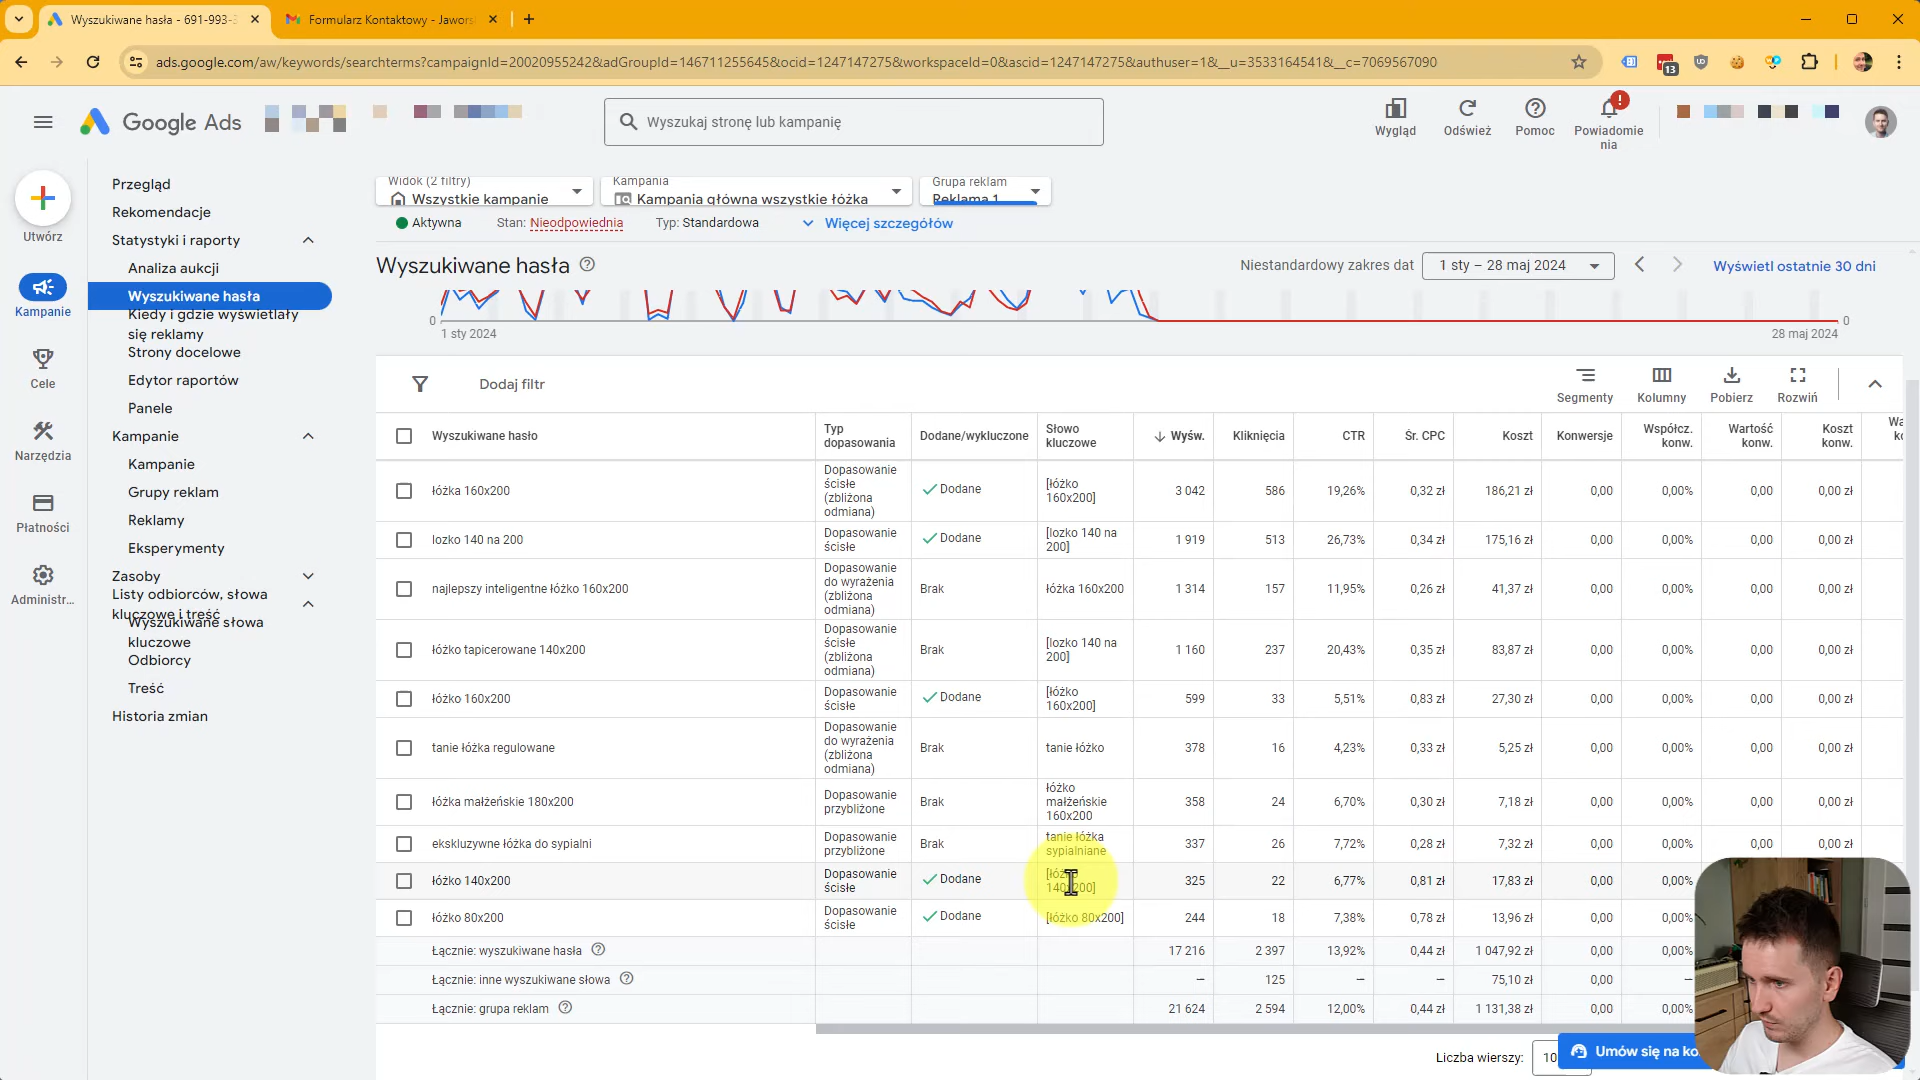 Wyszukiwane hasła - 691-993-
Formularz Kontaktowy - Jawors
ads.google.com/aw/keywords/searchterms?campaignId=20020955242&adGroupId=146711255645&ocid=1247147275&workspaceId=0&ascid=1247147275&authuser=1&__u=3533164541&__c=7069567090
13
Google Ads
Wyszukaj stronę lub kampanię
Wygląd
Odśwież
Pomoc
Powiadomie
nia
Utwórz
Kampanie
Cele
Narzędzia
Płatności
Administr...
Przegląd
Rekomendacje
Statystyki i raporty
Analiza aukcji
Wyszukiwane hasła
Kiedy i gdzie wyświetlały
się reklamy
Strony docelowe
Edytor raportów
Panele
Kampanie
Kampanie
Grupy reklam
Reklamy
Eksperymenty
Zasoby
Listy odbiorców, słowa
kluczowe i treść
Wyszukiwane słowa
kluczowe
Odbiorcy
Treść
Historia zmian
Widok (2 filtry)
Wszystkie kampanie
Kampania
Kampania główna wszystkie łóżka
Grupa reklam
Reklama 1
Aktywna Stan: Nieodpowiednia Typ: Standardowa Więcej szczegółów
Wyszukiwane hasła
Niestandardowy zakres dat 1 sty – 28 maj 2024 Wyświetl ostatnie 30 dni
0 0
1 sty 2024 28 maj 2024
Dodaj filtr
Segmenty Kolumny Pobierz Rozwiń
Wyszukiwane hasło Typ dopasowania Dodane/wykluczone Słowo kluczowe Wyśw. Kliknięcia CTR Śr. CPC Koszt Konwersje Współcz. konw. Wartość konw. Koszt konw.
łóżka 160x200 Dopasowanie ścisłe (zbliżona odmiana) Dodane [łóżko 160x200] 3 042 586 19,26% 0,32 zł 186,21 zł 0,00 0,00% 0,00 0,00 zł
lozko 140 na 200 Dopasowanie ścisłe Dodane [lozko 140 na 200] 1 919 513 26,73% 0,34 zł 175,16 zł 0,00 0,00% 0,00 0,00 zł
najlepszy inteligentne łóżko 160x200 Dopasowanie do wyrażenia (zbliżona odmiana) Brak łóżka 160x200 1 314 157 11,95% 0,26 zł 41,37 zł 0,00 0,00% 0,00 0,00 zł
łóżko tapicerowane 140x200 Dopasowanie ścisłe (zbliżona odmiana) Brak [lozko 140 na 200] 1 160 237 20,43% 0,35 zł 83,87 zł 0,00 0,00% 0,00 0,00 zł
łóżko 160x200 Dopasowanie ścisłe Dodane [łóżko 160x200] 599 33 5,51% 0,83 zł 27,30 zł 0,00 0,00% 0,00 0,00 zł
tanie łóżka regulowane Dopasowanie do wyrażenia (zbliżona odmiana) Brak tanie łóżko 378 16 4,23% 0,33 zł 5,25 zł 0,00 0,00% 0,00 0,00 zł
łóżka małżeńskie 180x200 Dopasowanie przybliżone Brak łóżko małżeńskie 160x200 358 24 6,70% 0,30 zł 7,18 zł 0,00 0,00% 0,00 0,00 zł
ekskluzywne łóżka do sypialni Dopasowanie przybliżone Brak tanie łóżka sypialniane 337 26 7,72% 0,28 zł 7,32 zł 0,00 0,00% 0,00 0,00 zł
łóżko 140x200 Dopasowanie ścisłe Dodane [łóżko 140x200] 325 22 6,77% 0,81 zł 17,83 zł 0,00 0,00%
łóżko 80x200 Dopasowanie ścisłe Dodane [łóżko 80x200] 244 18 7,38% 0,78 zł 13,96 zł 0,00 0,00%
Łącznie: wyszukiwane hasła 17 216 2 397 13,92% 0,44 zł 1 047,92 zł 0,00 0,00%
Łącznie: inne wyszukiwane słowa – 125 – – 75,10 zł 0,00 –
Łącznie: grupa reklam 21 624 2 594 12,00% 0,44 zł 1 131,38 zł 0,00 0,00%
Liczba wierszy: 10
Umów się na ko